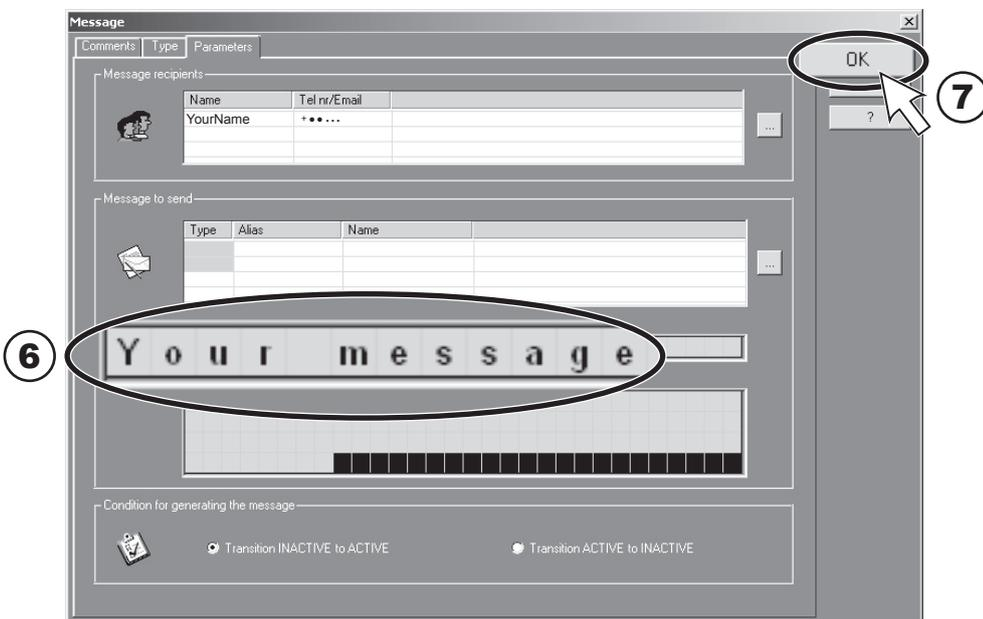 Message
Comments Type Parameters
OK
7
?
Message recipients
Name Tel nr/Email
YourName +●●•••
...
Message to send
Type Alias Name
...
6
Your message
Condition for generating the message
Transition INACTIVE to ACTIVE Transition ACTIVE to INACTIVE